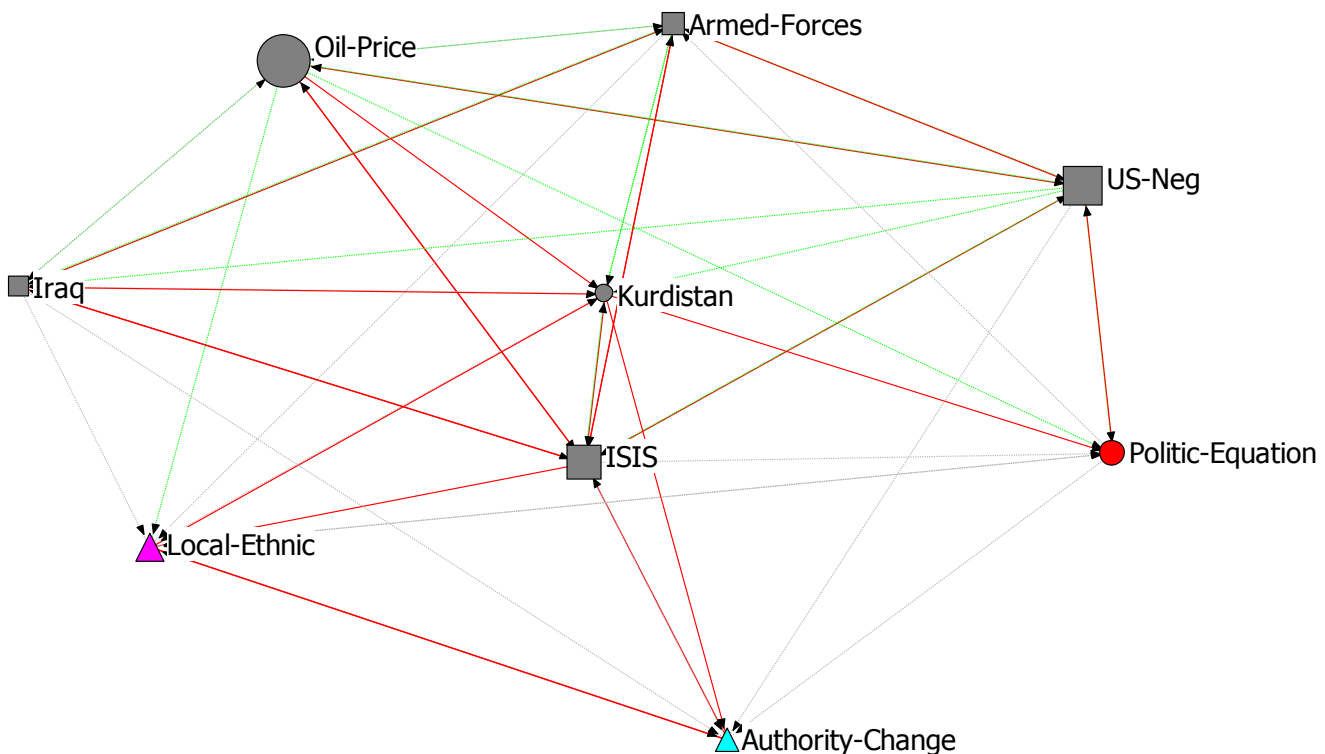 Armed-Forces
Oil-Price
US-Neg
Iraq
Kurdistan
ISIS
Politic-Equation
Local-Ethnic
Authority-Change